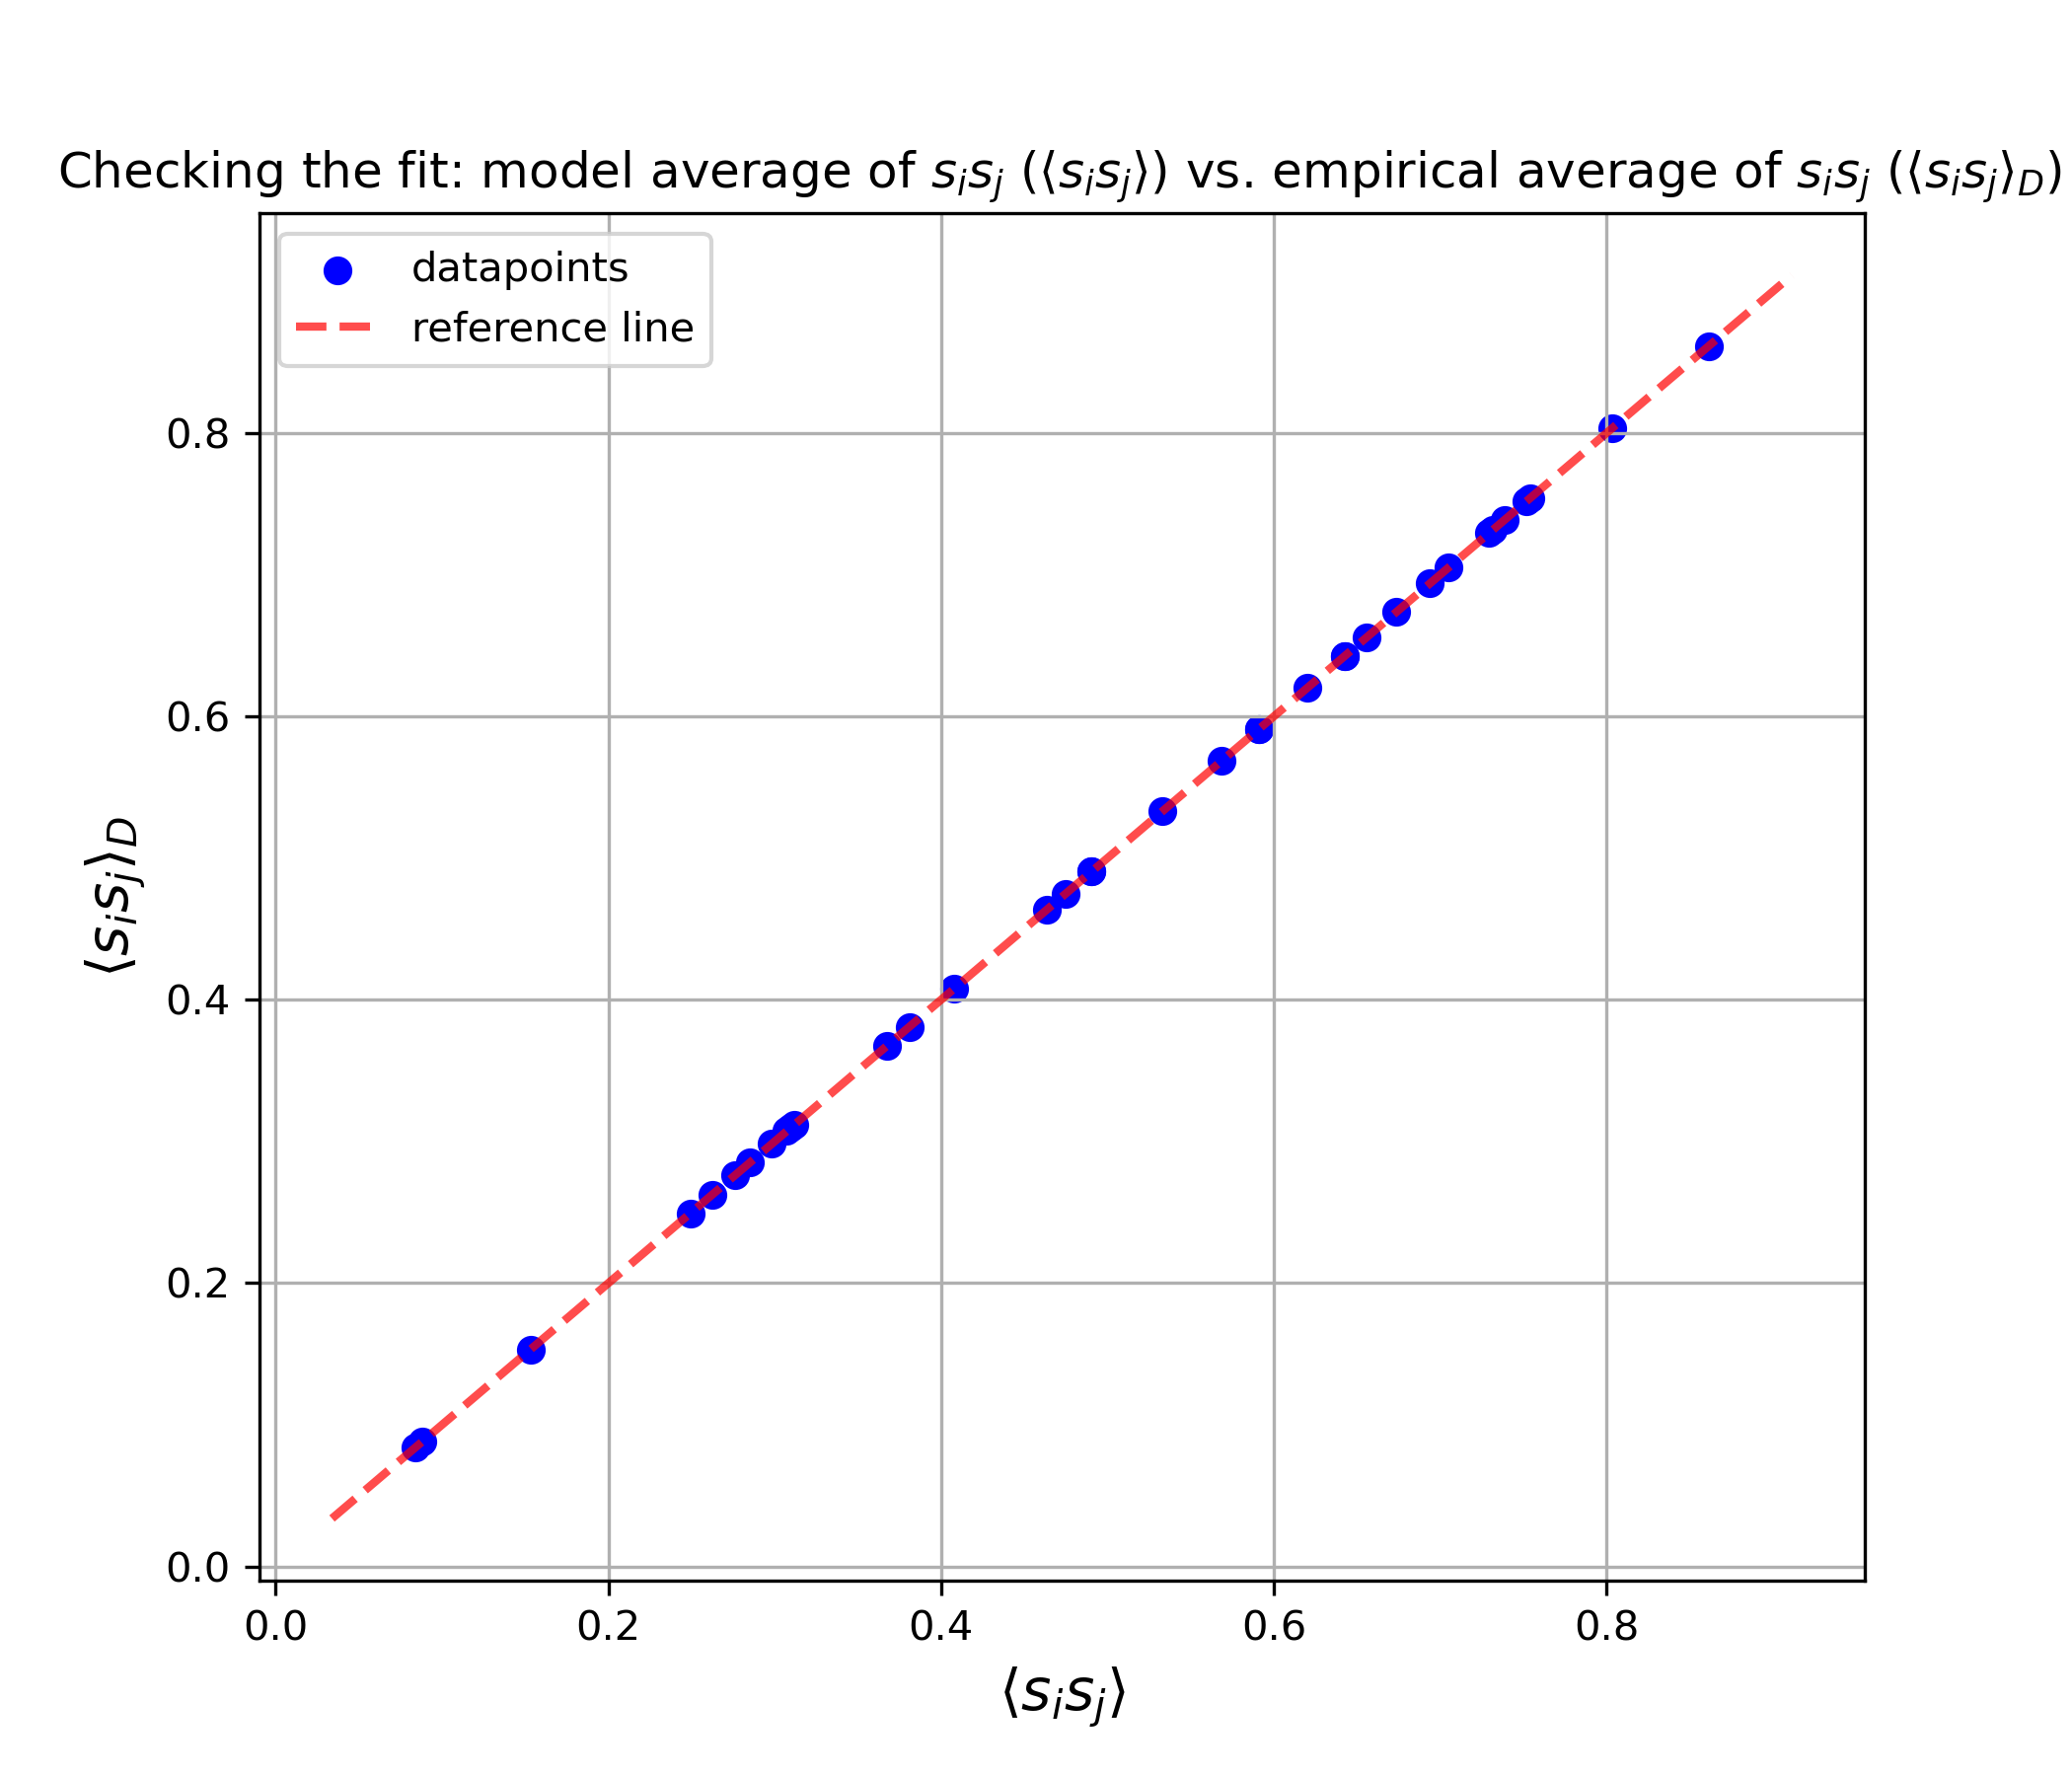 Checking the fit: model average of sᵢsⱼ (⟨sᵢsⱼ⟩) vs. empirical average of sᵢsⱼ (⟨sᵢsⱼ⟩_D)
datapoints
reference line
0.8
0.6
0.4
0.2
0.0
⟨sᵢsⱼ⟩_D
0.0 0.2 0.4 0.6 0.8
⟨sᵢsⱼ⟩